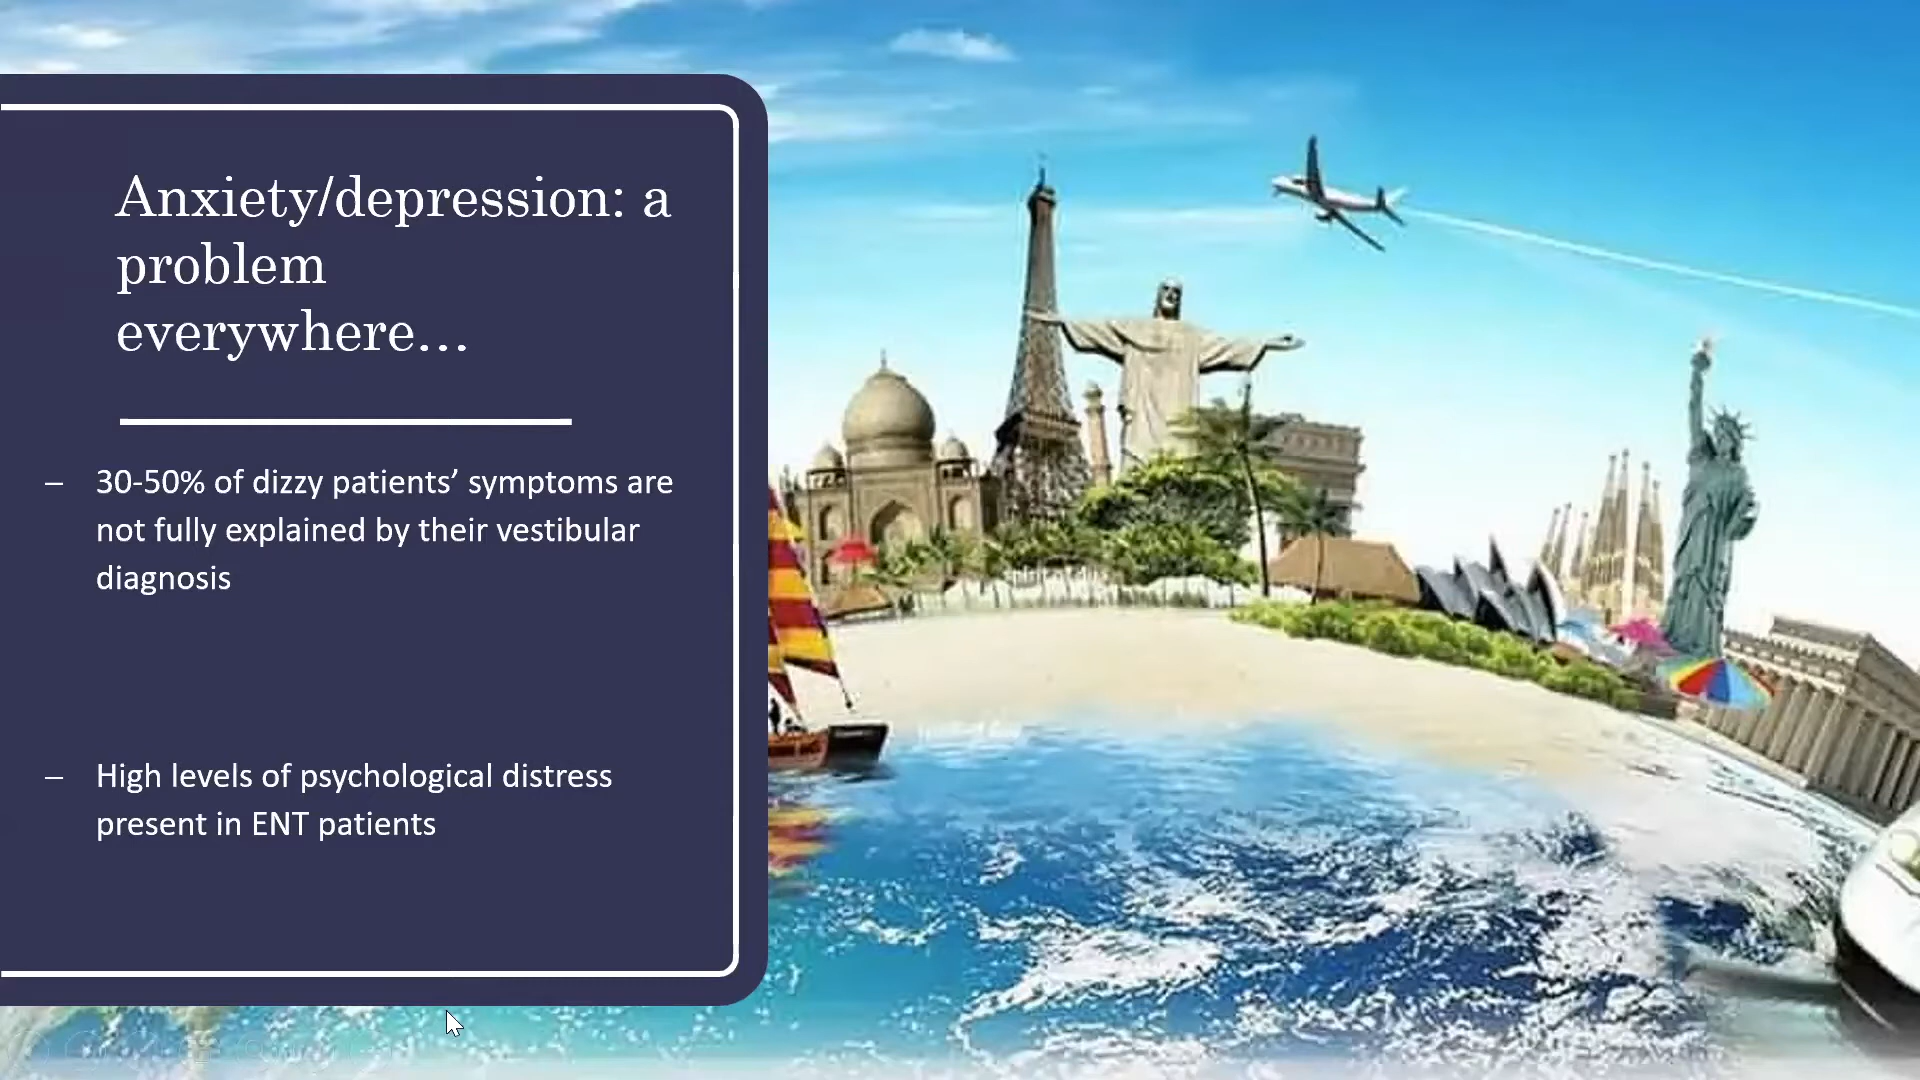 Anxiety/depression: a
problem
everywhere…
– 30-50% of dizzy patients’ symptoms are
not fully explained by their vestibular
diagnosis
– High levels of psychological distress
present in ENT patients